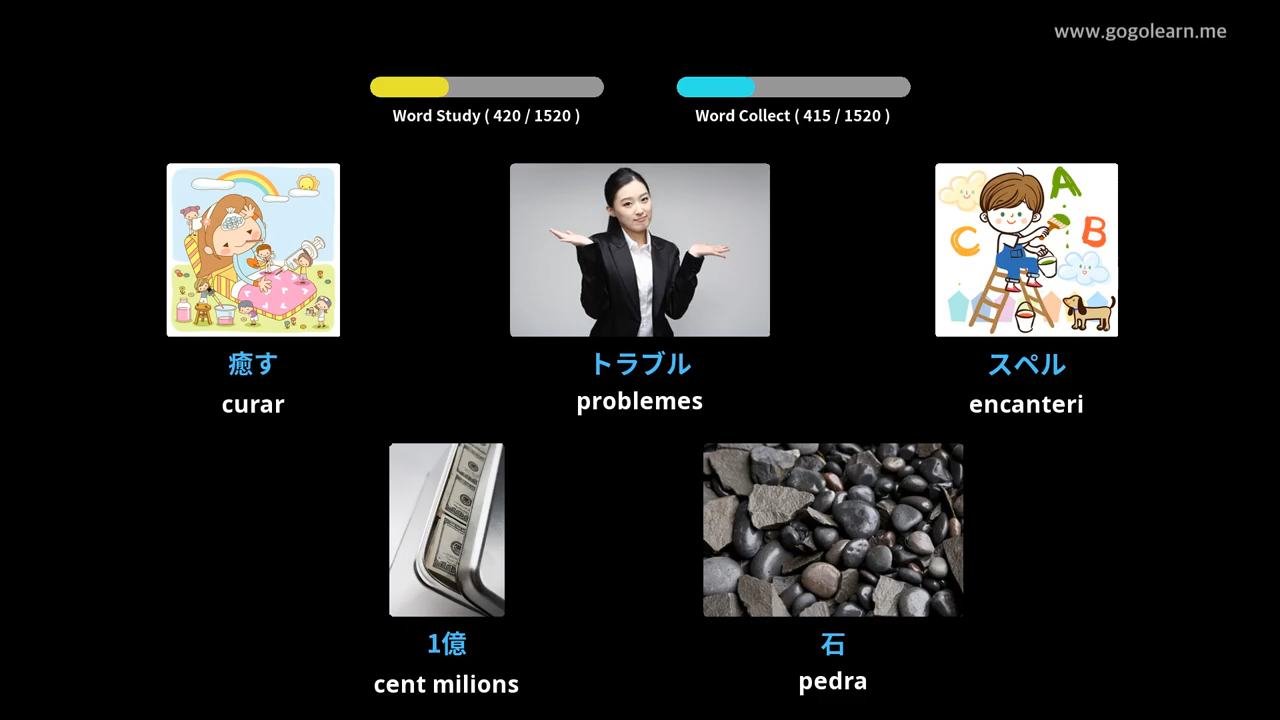 www.gogolearn.me
Word Study ( 420 / 1520 )
Word Collect ( 415 / 1520 )
癒す
curar
トラブル
problemes
A
B
C
スペル
encanteri
1億
cent milions
石
pedra